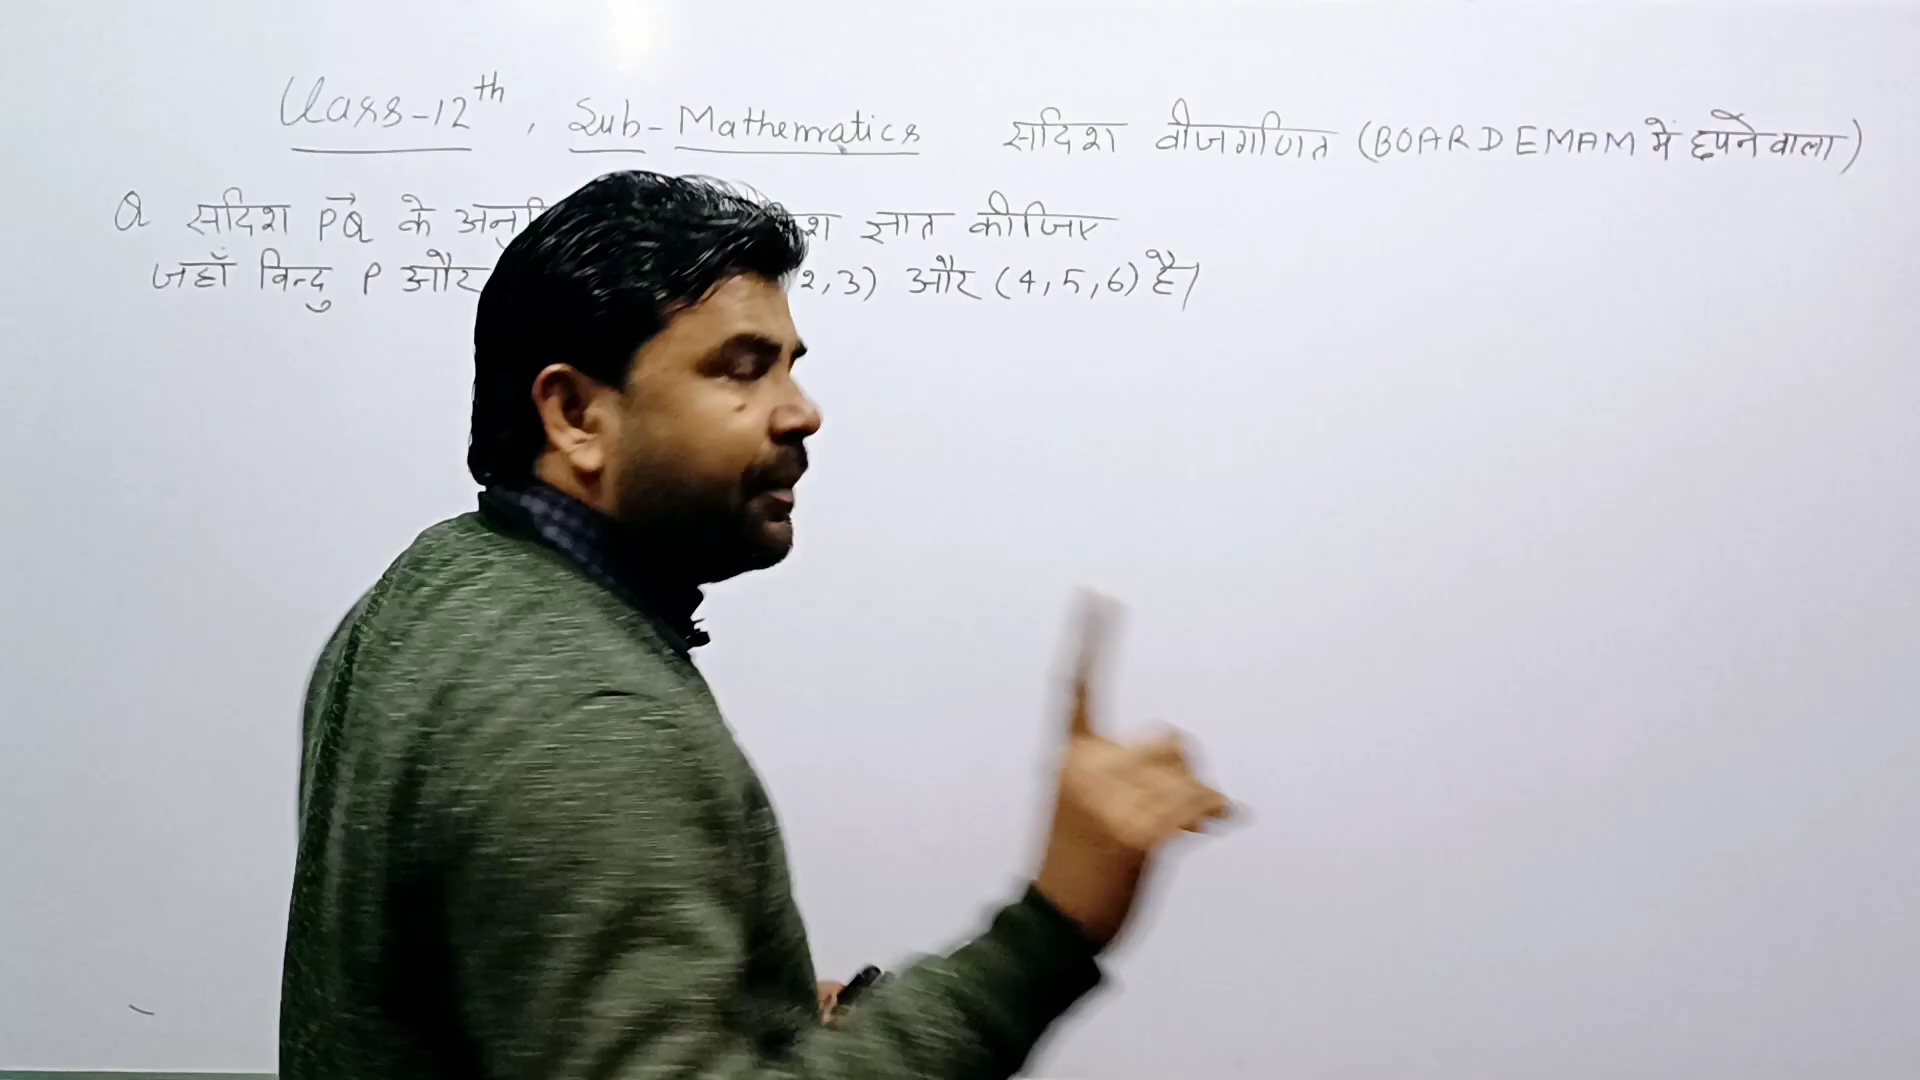 Class-12th, Sub-Mathematics सदिश बीजगणित (BOARD EMAM में छपने वाला)
Q सदिश PQ के ज्ञात कीजिए
जहाँ बिन्दु P और 2,3) और (4,5,6) है।